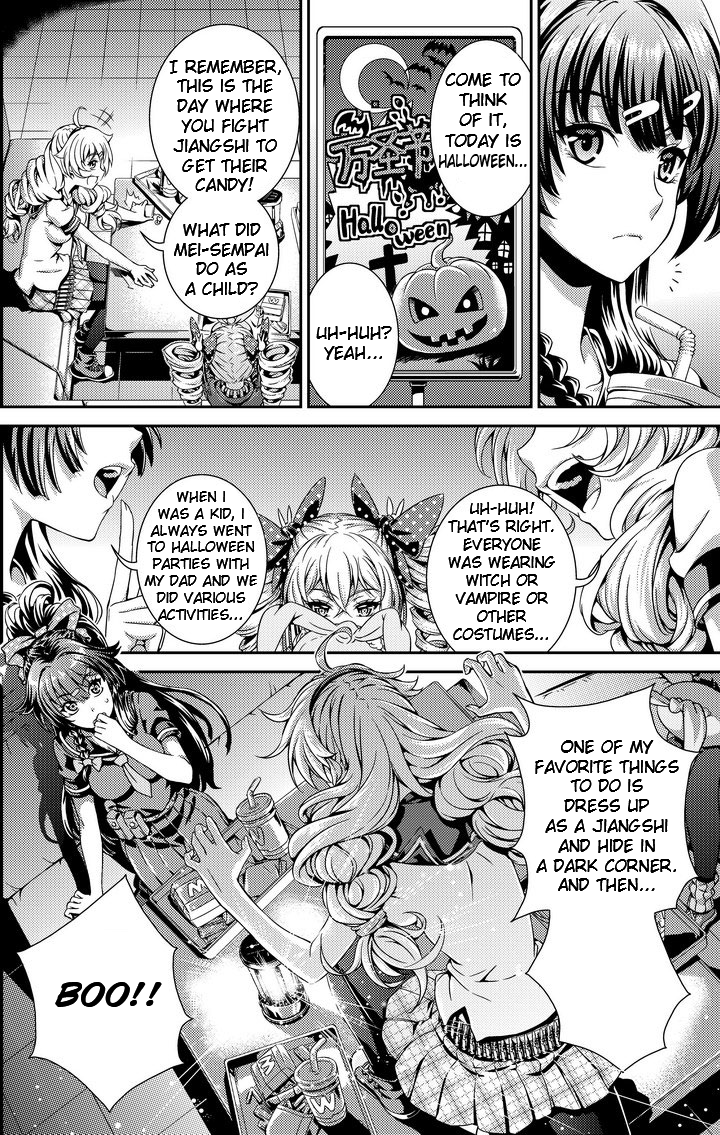 COME TO
THINK
OF IT,
TODAY IS
HALLOWEEN...
万圣节
Halloween
UH-HUH?
YEAH...
I REMEMBER,
THIS IS THE
DAY WHERE
YOU FIGHT
JIANGSHI TO
GET THEIR
CANDY!
WHAT DID
MEI-SEMPAI
DO AS
A CHILD?
UH-HUH!
THAT'S RIGHT.
EVERYONE
WAS WEARING
WITCH OR
VAMPIRE OR
OTHER
COSTUMES...
WHEN I
WAS A KID, I
ALWAYS WENT
TO HALLOWEEN
PARTIES WITH
MY DAD AND WE
DID VARIOUS
ACTIVITIES...
ONE OF MY
FAVORITE THINGS
TO DO IS
DRESS UP
AS A JIANGSHI
AND HIDE IN
A DARK CORNER.
AND THEN...
BOO!!
W